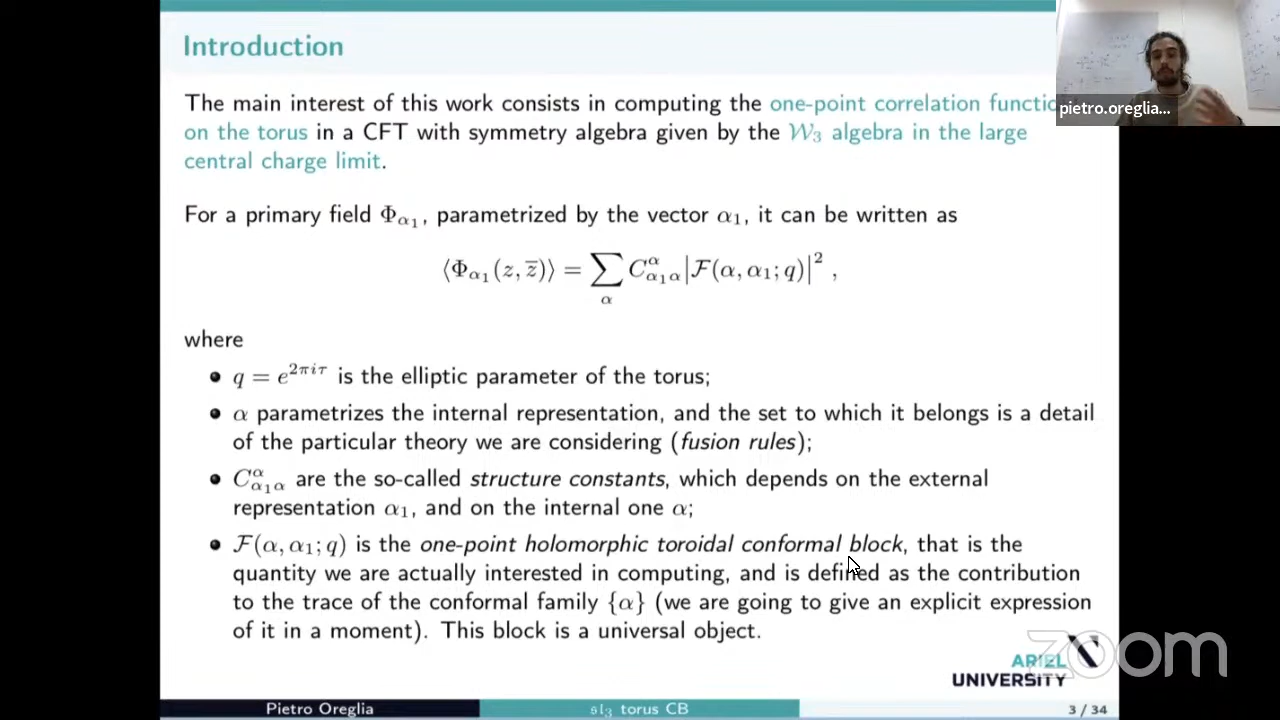 Introduction
The main interest of this work consists in computing the one-point correlation functio
on the torus in a CFT with symmetry algebra given by the 𝒲₃ algebra in the large
central charge limit.
For a primary field Φ_{α₁}, parametrized by the vector α₁, it can be written as
⟨Φ_{α₁}(z, z̄)⟩ = ∑_α C^α_{α₁α} |ℱ(α, α₁; q)|² ,
where
• q = e^{2πiτ} is the elliptic parameter of the torus;
• α parametrizes the internal representation, and the set to which it belongs is a detail
of the particular theory we are considering (fusion rules);
• C^α_{α₁α} are the so-called structure constants, which depends on the external
representation α₁, and on the internal one α;
• ℱ(α, α₁; q) is the one-point holomorphic toroidal conformal block, that is the
quantity we are actually interested in computing, and is defined as the contribution
to the trace of the conformal family {α} (we are going to give an explicit expression
of it in a moment). This block is a universal object.
pietro.oreglia...
zoom
ARIEL
UNIVERSITY
Pietro Oreglia
𝔰𝔩₃ torus CB
3 / 34